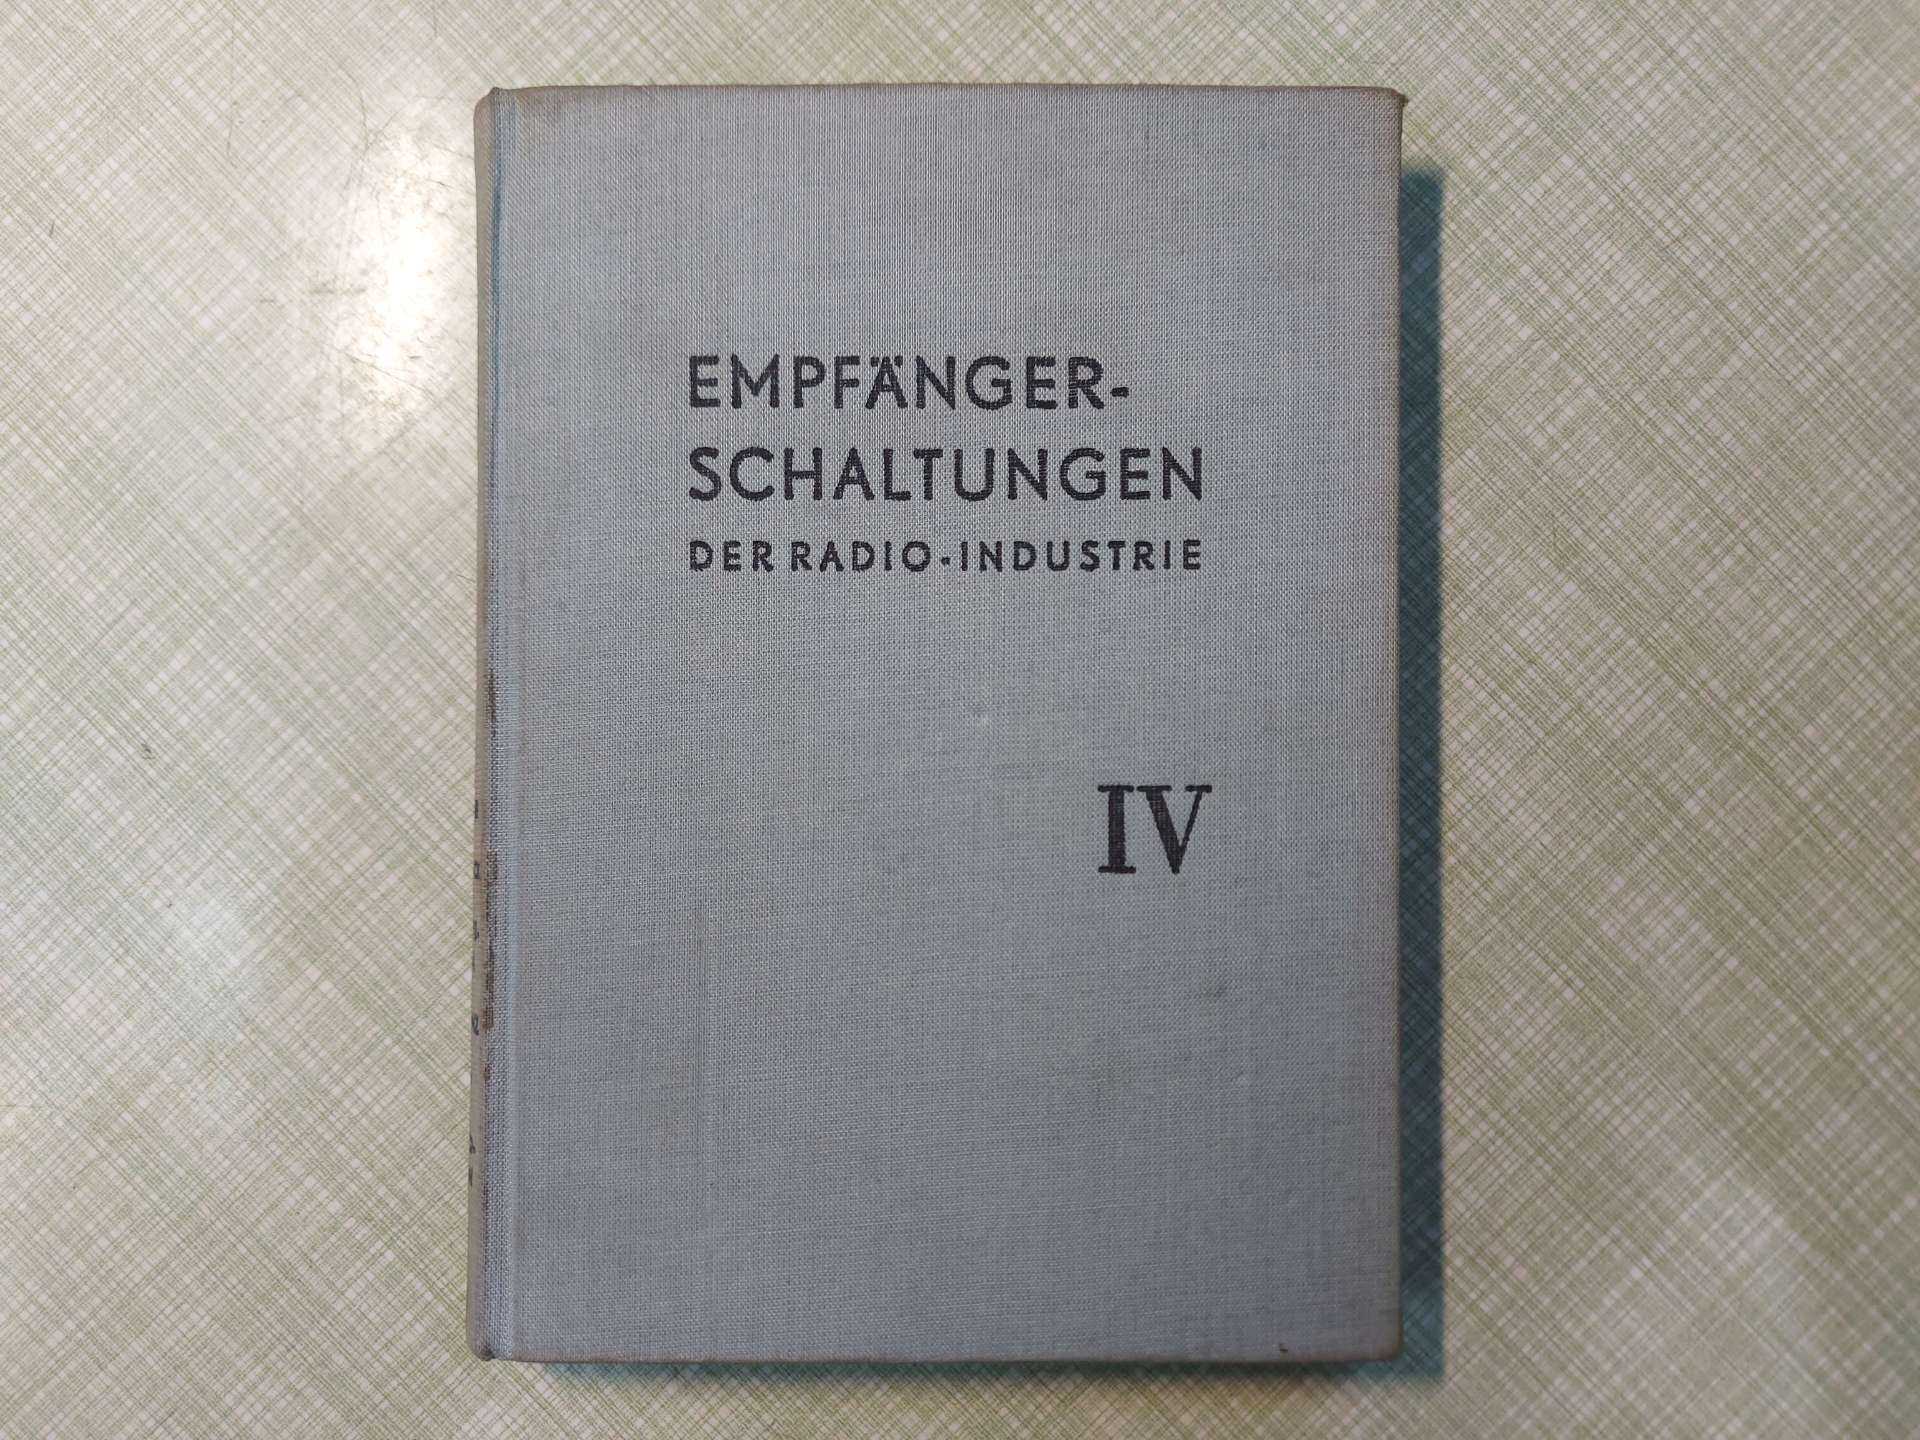 EMPFÄNGER-
SCHALTUNGEN
DER RADIO-INDUSTRIE
IV